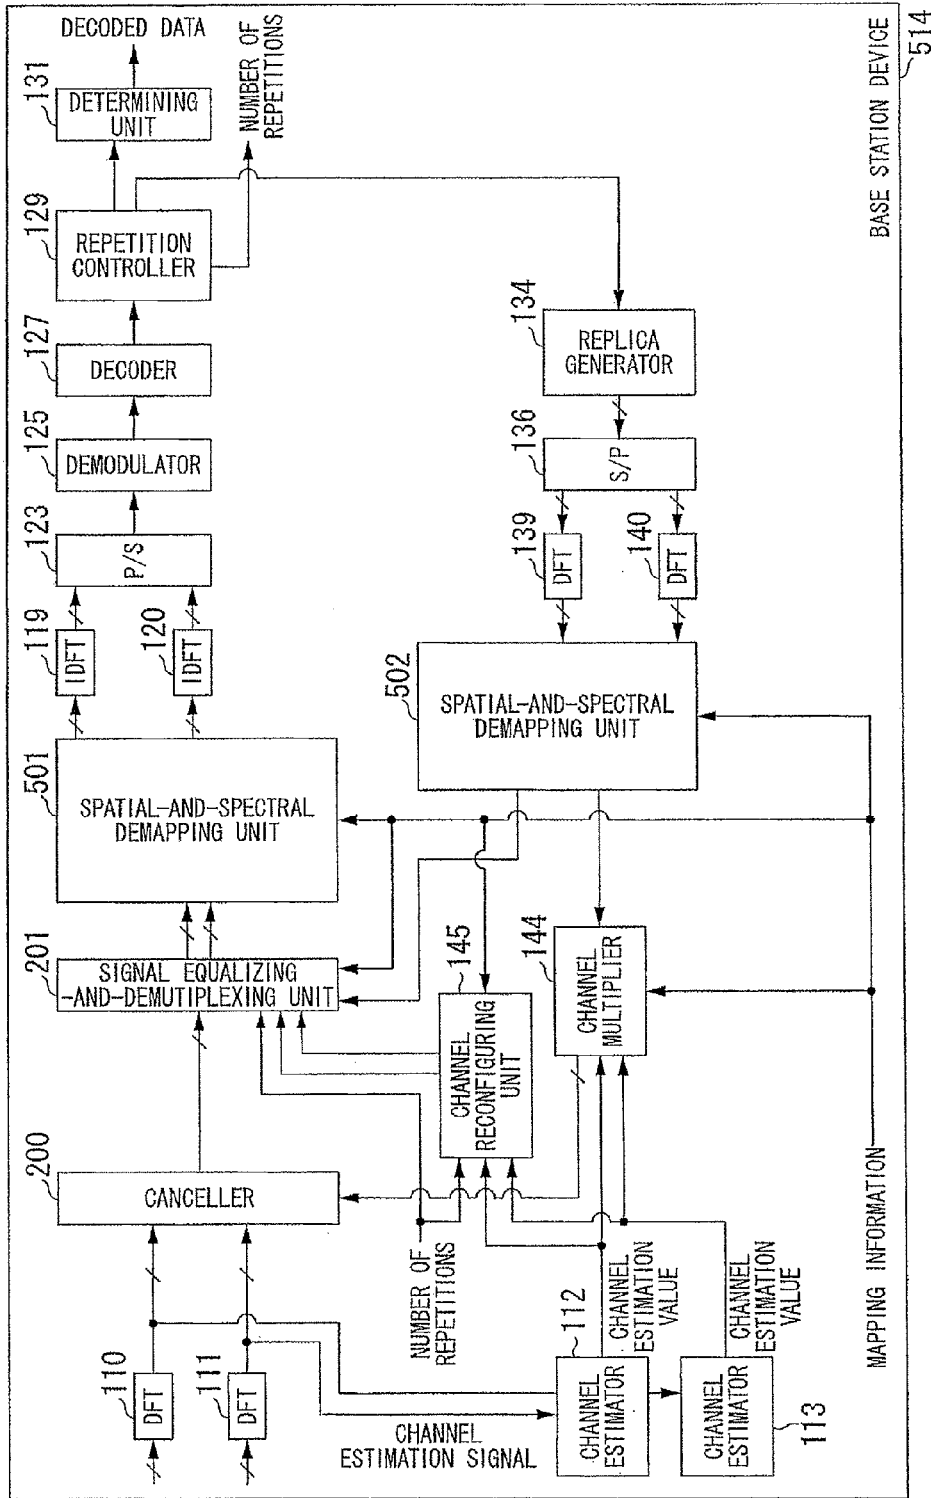 DECODED DATA
131
DETERMINING
UNIT
NUMBER OF
REPETITIONS
129
REPETITION
CONTROLLER
127
DECODER
125
DEMODULATOR
123
P/S
119
IDFT
120
IDFT
501
SPATIAL-AND-SPECTRAL
DEMAPPING UNIT
201
SIGNAL EQUALIZING
-AND-DEMUTIPLEXING UNIT
200
CANCELLER
110
DFT
111
DFT
134
REPLICA
GENERATOR
136
S/P
139
DFT
140
DFT
502
SPATIAL-AND-SPECTRAL
DEMAPPING UNIT
145
CHANNEL
RECONFIGURING
UNIT
144
CHANNEL
MULTIPLIER
NUMBER OF
REPETITIONS
112
CHANNEL
ESTIMATION
VALUE
CHANNEL
ESTIMATION
VALUE
CHANNEL ESTIMATOR
CHANNEL ESTIMATOR
113
CHANNEL
ESTIMATION SIGNAL
MAPPING INFORMATION
BASE STATION DEVICE
514